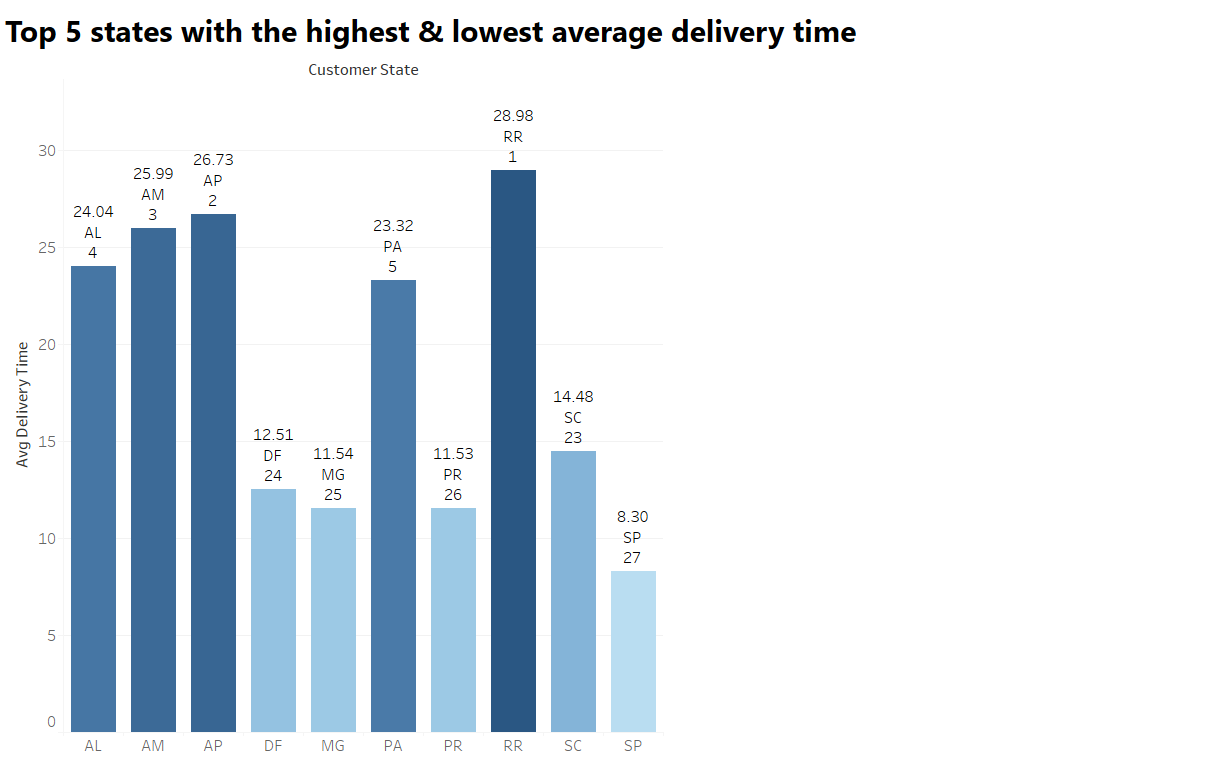 Top 5 states with the highest & lowest average delivery time
Customer State
Avg Delivery Time
30
25
20
15
10
5
0
24.04
AL
4
25.99
AM
3
26.73
AP
2
12.51
DF
24
11.54
MG
25
23.32
PA
5
11.53
PR
26
28.98
RR
1
14.48
SC
23
8.30
SP
27
AL AM AP DF MG PA PR RR SC SP